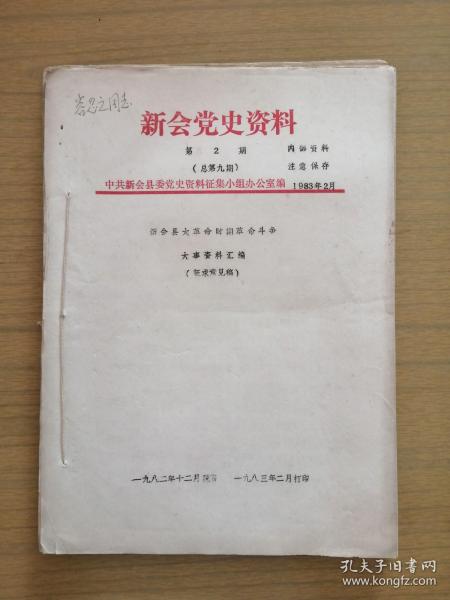 新会党史资料
第 2 期 内部资料
(总第九期) 注意保存
中共新会县委党史资料征集小组办公室编 1983年2月
新会县大革命时期革命斗争
大事资料汇编
(征求意见稿)
一九八二年十二月 一九八三年二月打印
孔夫子旧书网
www.kongfz.com